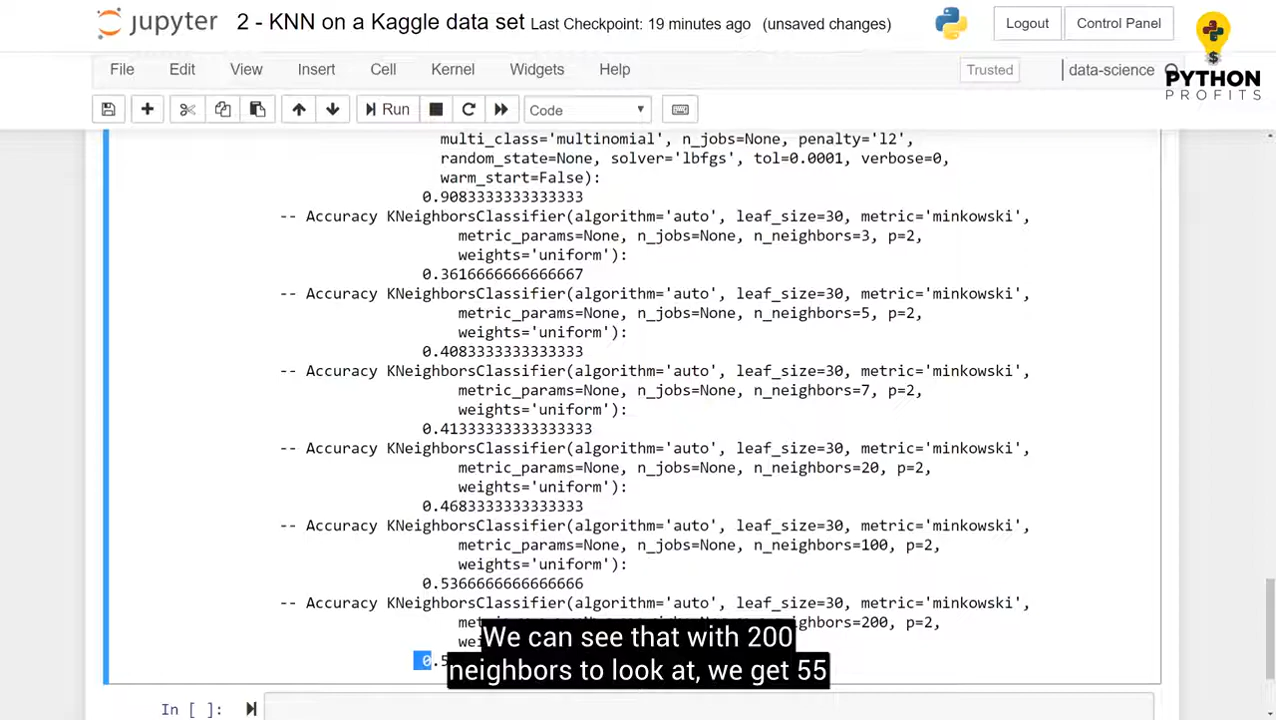 jupyter 2 - KNN on a Kaggle data set Last Checkpoint: 19 minutes ago (unsaved changes) Logout Control Panel
File Edit View Insert Cell Kernel Widgets Help Trusted data-science
PYTHON
PROFITS
Run Code
multi_class='multinomial', n_jobs=None, penalty='l2',
random_state=None, solver='lbfgs', tol=0.0001, verbose=0,
warm_start=False):
0.9083333333333333
-- Accuracy KNeighborsClassifier(algorithm='auto', leaf_size=30, metric='minkowski',
metric_params=None, n_jobs=None, n_neighbors=3, p=2,
weights='uniform'):
0.3616666666666667
-- Accuracy KNeighborsClassifier(algorithm='auto', leaf_size=30, metric='minkowski',
metric_params=None, n_jobs=None, n_neighbors=5, p=2,
weights='uniform'):
0.4083333333333333
-- Accuracy KNeighborsClassifier(algorithm='auto', leaf_size=30, metric='minkowski',
metric_params=None, n_jobs=None, n_neighbors=7, p=2,
weights='uniform'):
0.41333333333333333
-- Accuracy KNeighborsClassifier(algorithm='auto', leaf_size=30, metric='minkowski',
metric_params=None, n_jobs=None, n_neighbors=20, p=2,
weights='uniform'):
0.4683333333333333
-- Accuracy KNeighborsClassifier(algorithm='auto', leaf_size=30, metric='minkowski',
metric_params=None, n_jobs=None, n_neighbors=100, p=2,
weights='uniform'):
0.5366666666666666
-- Accuracy KNeighborsClassifier(algorithm='auto', leaf_size=30, metric='minkowski',
=200, p=2,
We can see that with 200
neighbors to look at, we get 55
In [ ]: